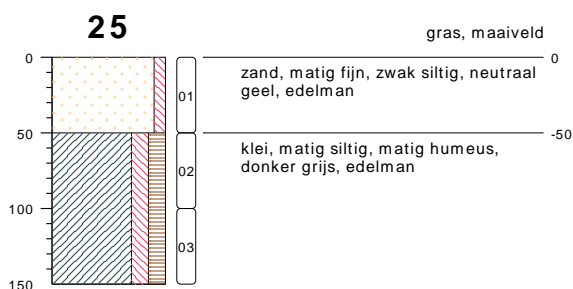 25
gras, maaiveld
0
0
zand, matig fijn, zwak siltig, neutraal
geel, edelman
01
50
-50
klei, matig siltig, matig humeus,
donker grijs, edelman
02
100
03
150